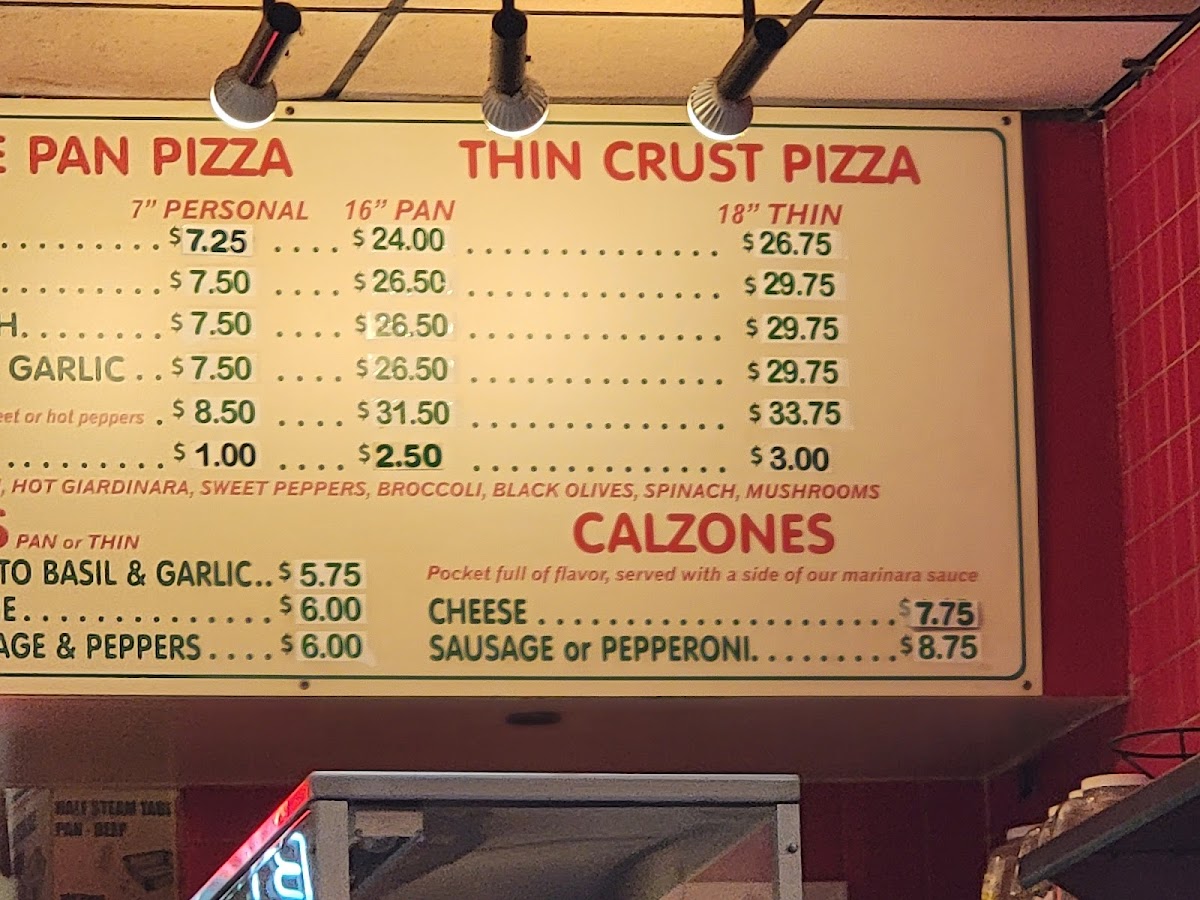 E PAN PIZZA THIN CRUST PIZZA
7” PERSONAL 16” PAN 18” THIN
......... $7.25 .... $24.00 ............. $26.75
......... $7.50 .... $26.50 ............. $29.75
H....... $7.50 .... $26.50 ............. $29.75
GARLIC .. $7.50 .... $26.50 ............. $29.75
eet or hot peppers . $8.50 .... $31.50 ............. $33.75
......... $1.00 .... $2.50 ............. $3.00
, HOT GIARDINARA, SWEET PEPPERS, BROCCOLI, BLACK OLIVES, SPINACH, MUSHROOMS
S PAN or THIN
TO BASIL & GARLIC.. $5.75
E.............. $6.00
AGE & PEPPERS.... $6.00
CALZONES
Pocket full of flavor, served with a side of our marinara sauce
CHEESE..................... $7.75
SAUSAGE or PEPPERONI......... $8.75
HALF STEAM TABL
PAN - DEEP